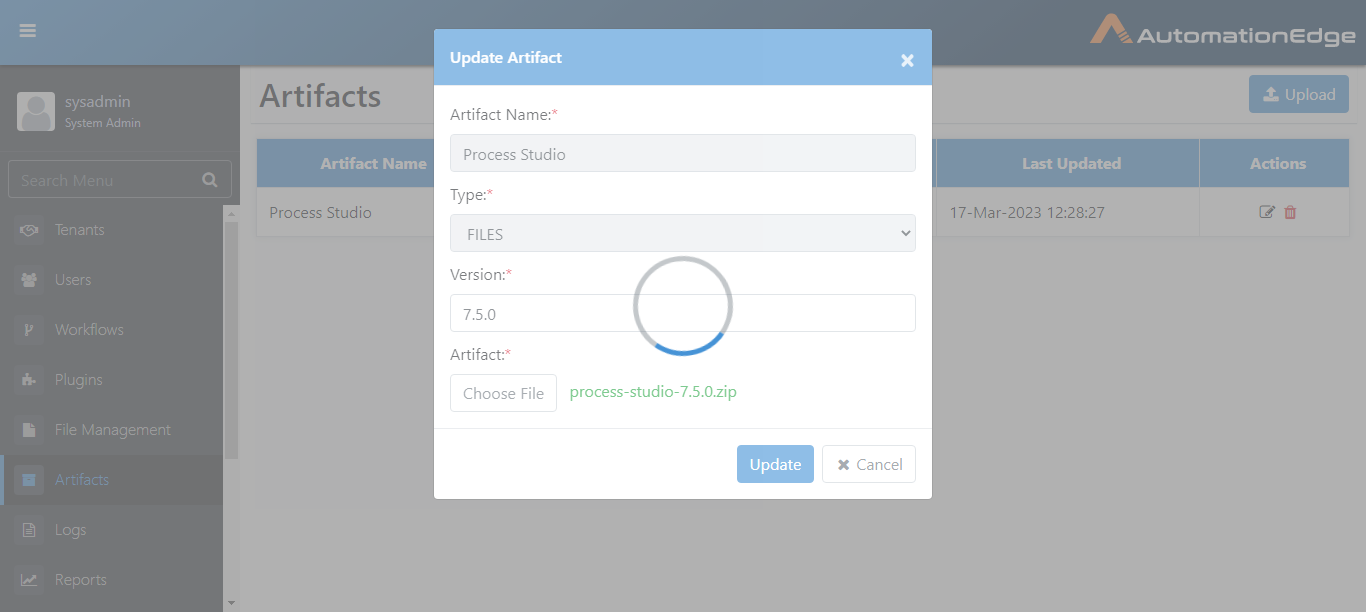 AutomationEdge
sysadmin
System Admin
Search Menu
Tenants
Users
Workflows
Plugins
File Management
Artifacts
Logs
Reports
Artifacts
Upload
Artifact Name
Last Updated
Actions
Process Studio
17-Mar-2023 12:28:27
Update Artifact
Artifact Name:*
Process Studio
Type:*
FILES
Version:*
7.5.0
Artifact:*
Choose File process-studio-7.5.0.zip
Update
Cancel